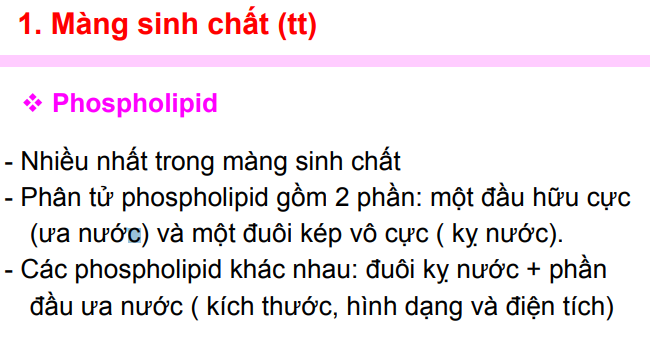 1. Màng sinh chất (tt)
❖ Phospholipid
- Nhiều nhất trong màng sinh chất
- Phân tử phospholipid gồm 2 phần: một đầu hữu cực
(ưa nước) và một đuôi kép vô cực ( kỵ nước).
- Các phospholipid khác nhau: đuôi kỵ nước + phần
đầu ưa nước ( kích thước, hình dạng và điện tích)